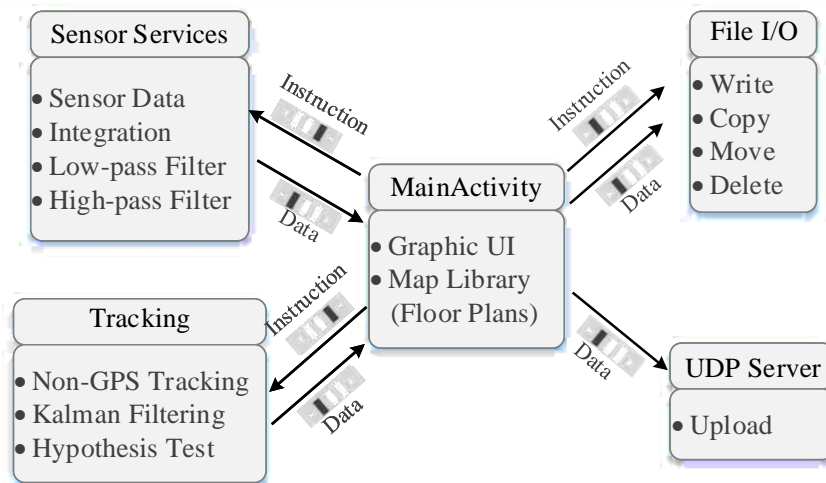 Sensor Services
• Sensor Data
• Integration
• Low-pass Filter
• High-pass Filter
Instruction
Data
MainActivity
• Graphic UI
• Map Library
(Floor Plans)
Instruction
Data
File I/O
• Write
• Copy
• Move
• Delete
Tracking
• Non-GPS Tracking
• Kalman Filtering
• Hypothesis Test
Instruction
Data
Data
UDP Server
• Upload